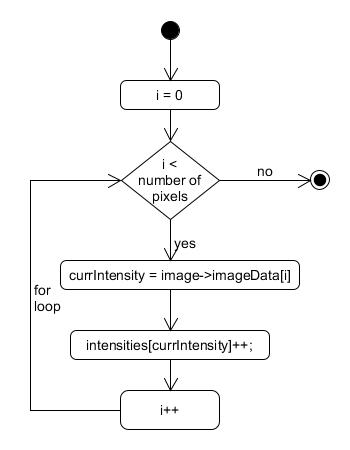 i = 0
i <
number of
pixels
no
yes
currIntensity = image->imageData[i]
for
loop
intensities[currIntensity]++;
i++